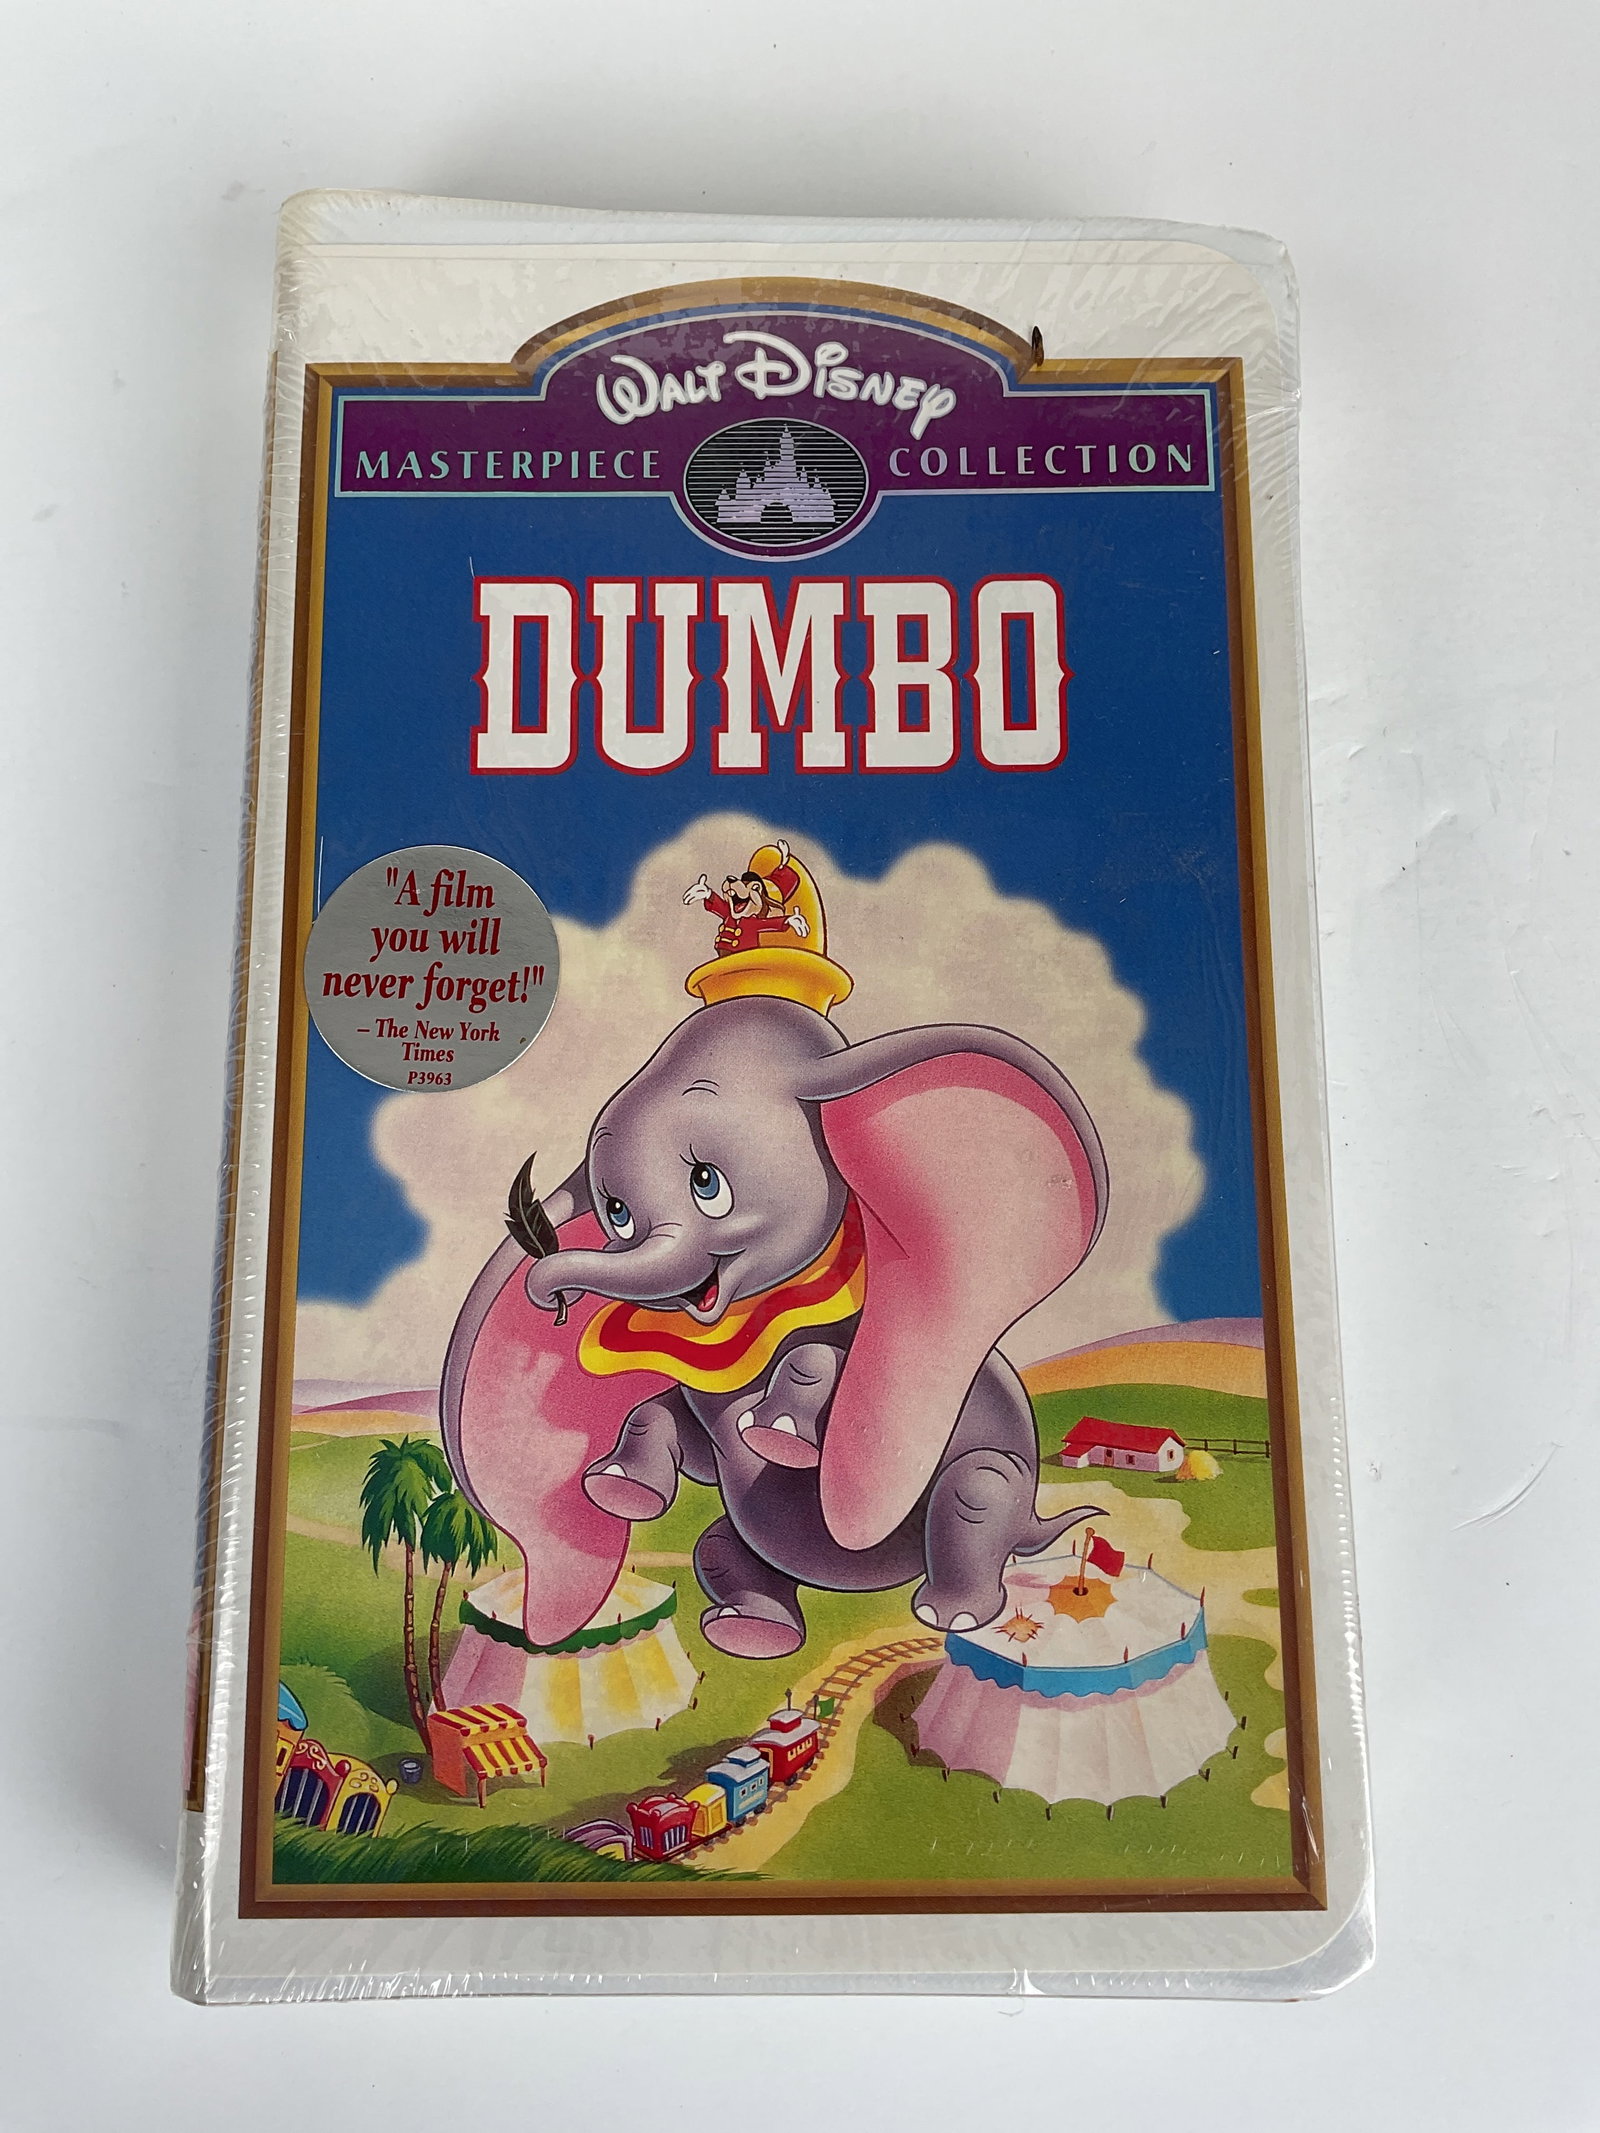 WALT DISNEY
MASTERPIECE COLLECTION
DUMBO
"A film
you will
never forget!"
– The New York
Times
P3963